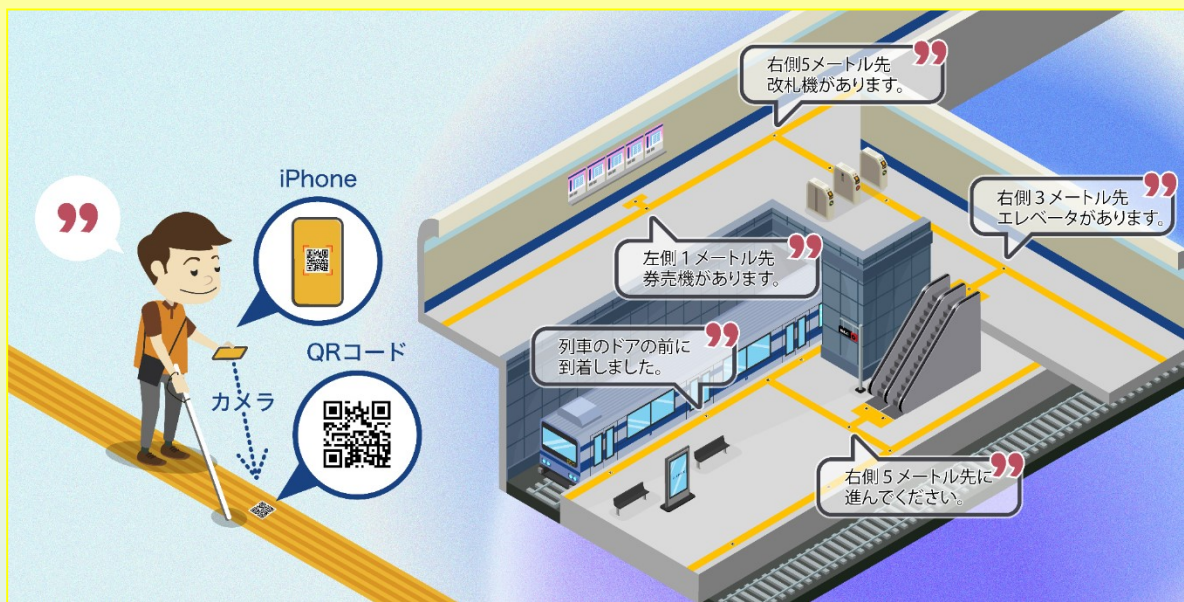 iPhone
QRコード
カメラ
右側5メートル先
改札機があります。
右側3メートル先
エレベータがあります。
左側1メートル先
券売機があります。
列車のドアの前に
到着しました。
右側5メートル先に
進んでください。